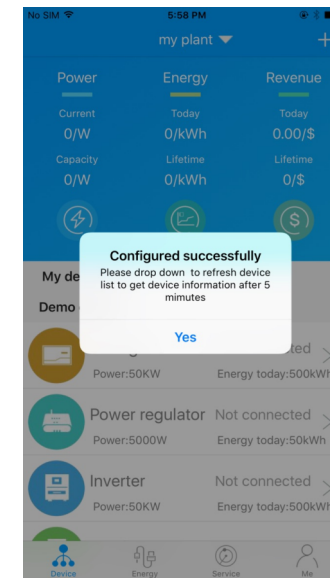 No SIM 5:58 PM
my plant
Power Energy Revenue
Current Today Today
0/W 0/kWh 0.00/$
Capacity Lifetime Lifetime
0/W 0/kWh 0/$
Configured successfully
Please drop down to refresh device
list to get device information after 5
mimutes
Yes
My de
Demo
Power:50KW Energy today:500kWh
Power regulator Not connected
Power:5000W Energy today:50kWh
Inverter Not connected
Power:50KW Energy today:500kWh
Device Energy Service Me